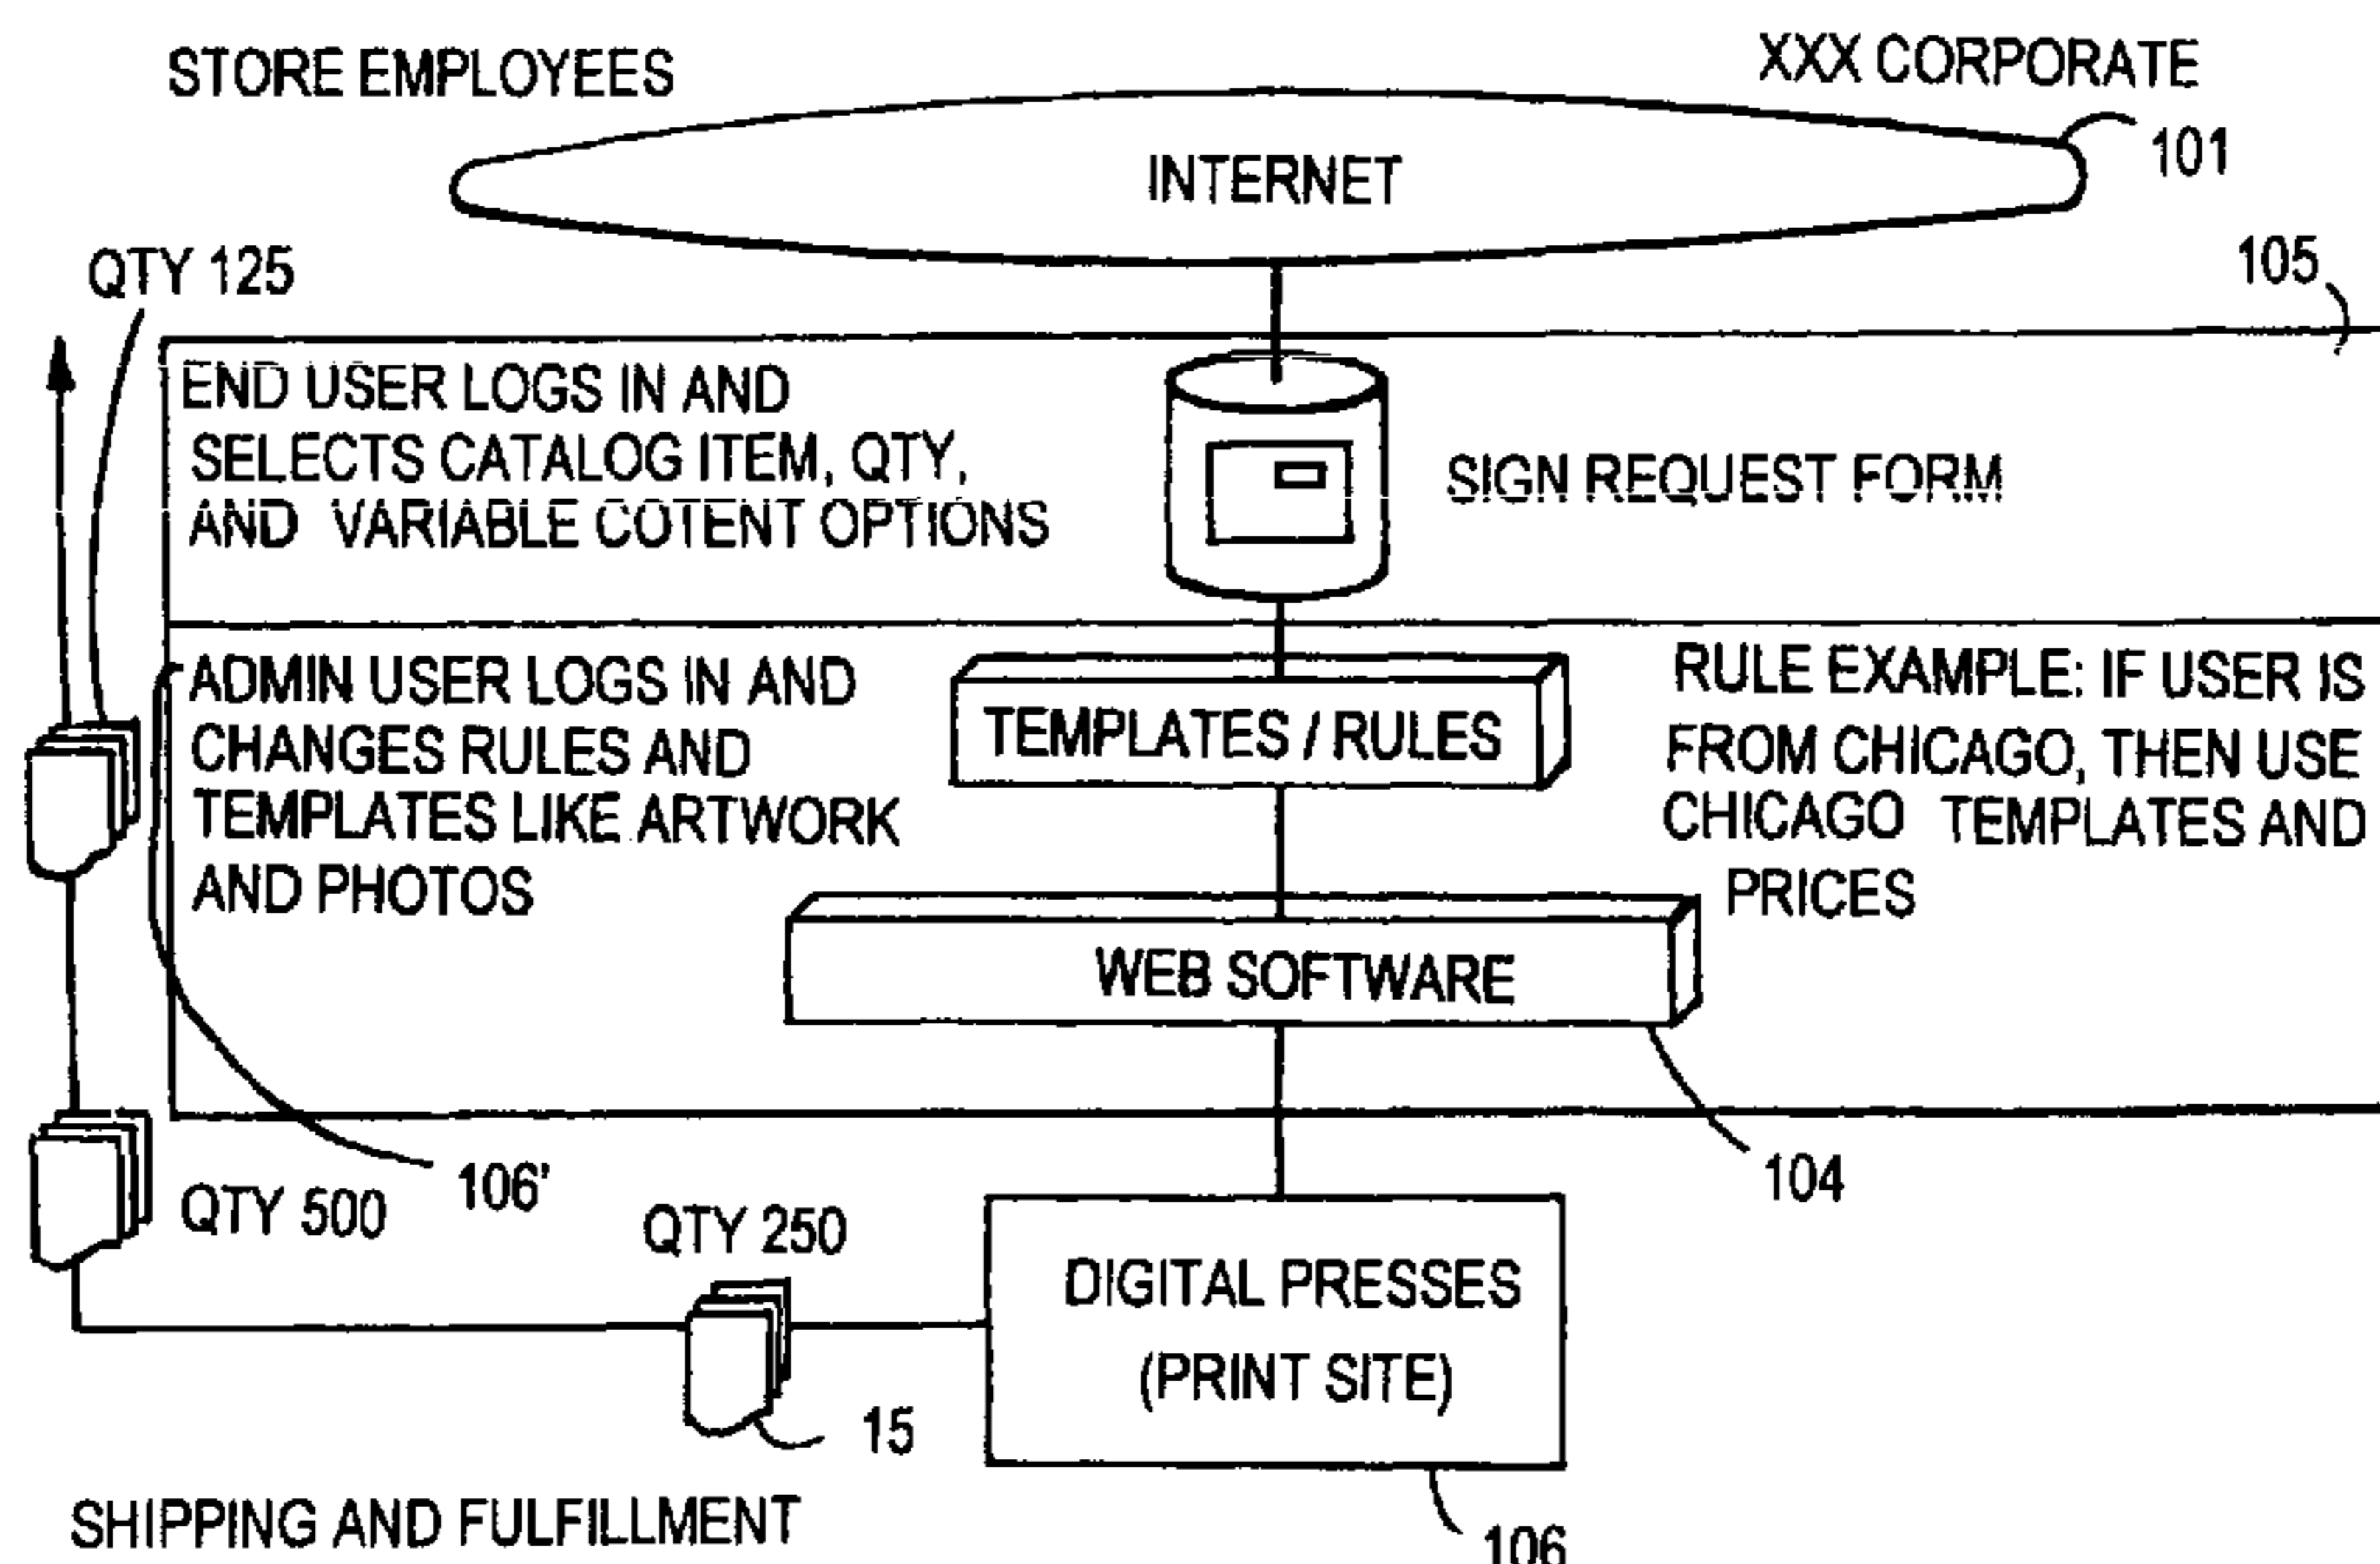 STORE EMPLOYEES
XXX CORPORATE
101
INTERNET
QTY 125
105
END USER LOGS IN AND
SELECTS CATALOG ITEM, QTY,
AND VARIABLE COTENT OPTIONS
SIGN REQUEST FORM
ADMIN USER LOGS IN AND
CHANGES RULES AND
TEMPLATES LIKE ARTWORK
AND PHOTOS
TEMPLATES / RULES
RULE EXAMPLE: IF USER IS
FROM CHICAGO, THEN USE
CHICAGO TEMPLATES AND
PRICES
WEB SOFTWARE
104
106'
QTY 500
QTY 250
DIGITAL PRESSES
(PRINT SITE)
15
SHIPPING AND FULFILLMENT
106